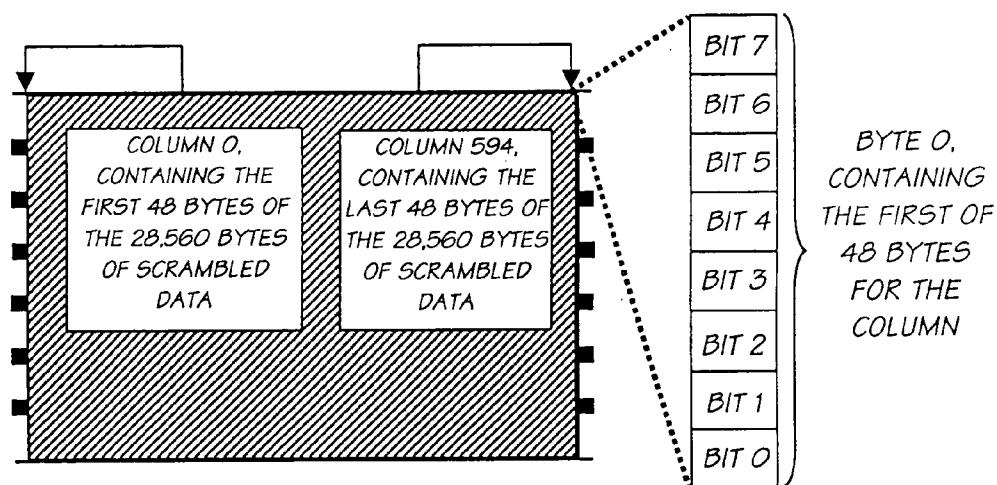 COLUMN 0,
CONTAINING THE
FIRST 48 BYTES OF
THE 28,560 BYTES
OF SCRAMBLED
DATA
COLUMN 594,
CONTAINING THE
LAST 48 BYTES OF
THE 28,560 BYTES
OF SCRAMBLED
DATA
BIT 7
BIT 6
BIT 5
BIT 4
BIT 3
BIT 2
BIT 1
BIT 0
BYTE 0,
CONTAINING
THE FIRST OF
48 BYTES
FOR THE
COLUMN